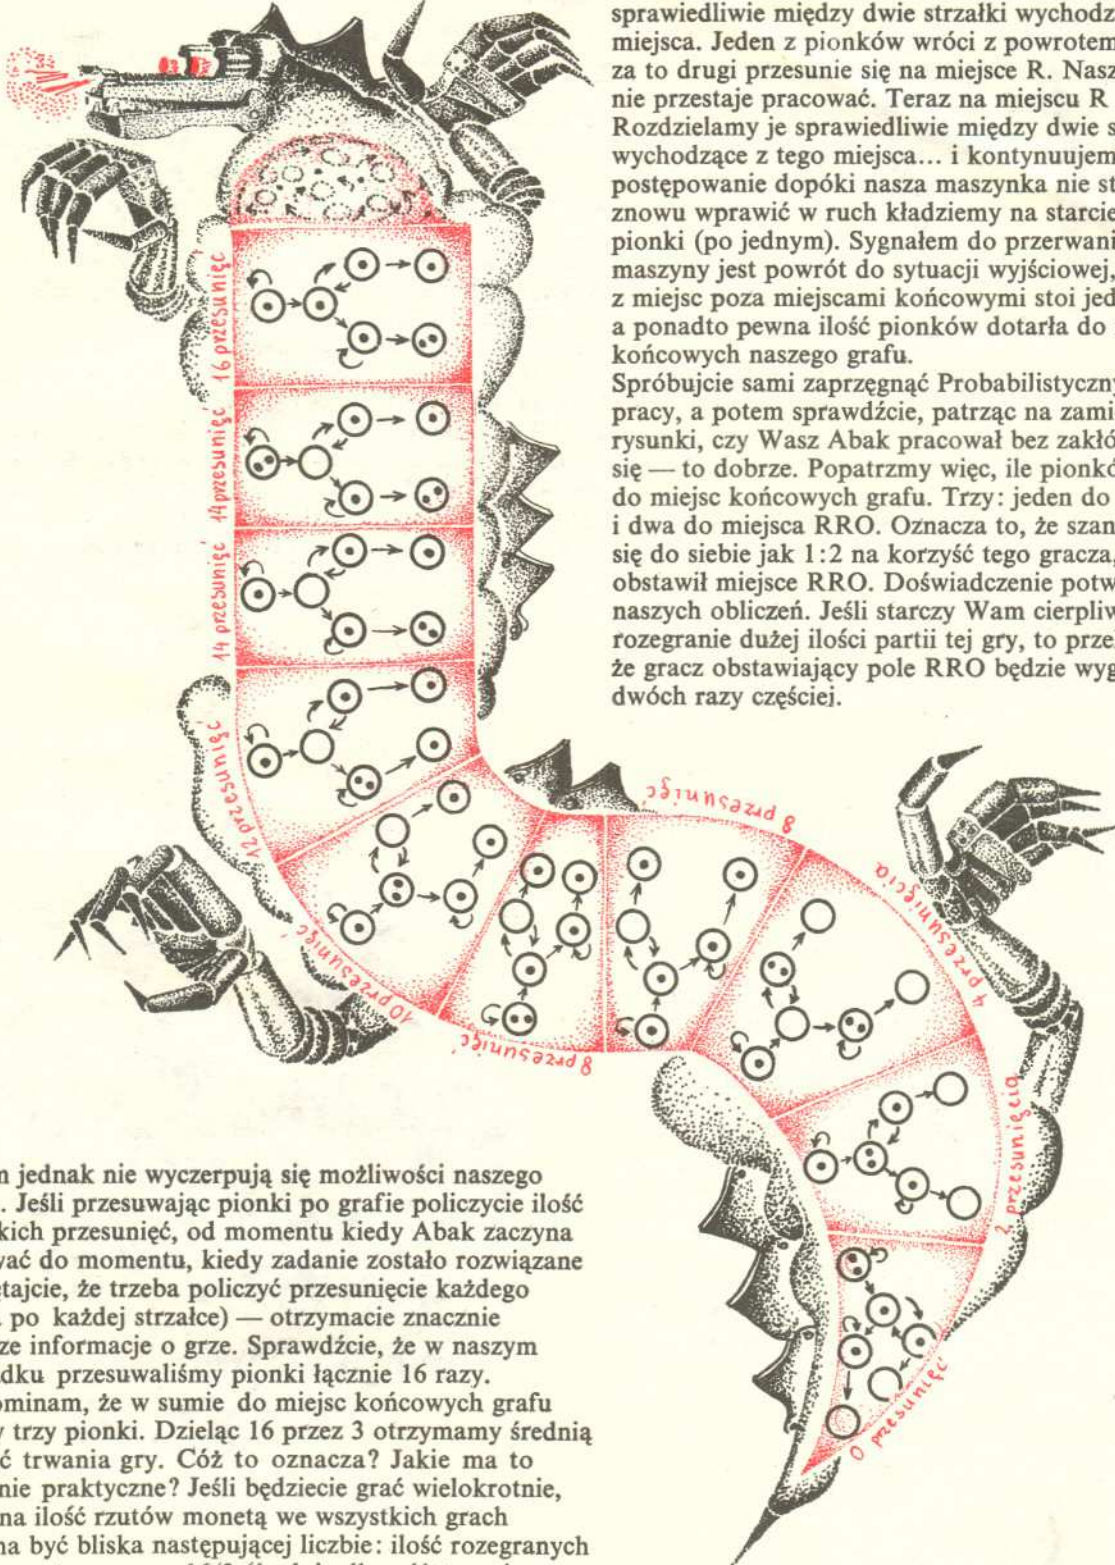 sprawiedliwie między dwie strzałki wychodz
miejsca. Jeden z pionków wróci z powrotem
za to drugi przesunie się na miejsce R. Nasz
nie przestaje pracować. Teraz na miejscu R
Rozdzielamy je sprawiedliwie między dwie s
wychodzące z tego miejsca... i kontynuujem
postępowanie dopóki nasza maszynka nie st
znowu wprawić w ruch kładziemy na starcie
pionki (po jednym). Sygnałem do przerwani
maszyny jest powrót do sytuacji wyjściowej,
z miejsc poza miejscami końcowymi stoi jed
a ponadto pewna ilość pionków dotarła do
końcowych naszego grafu.
Spróbujcie sami zaprzęgnąć Probabilistyczn
pracy, a potem sprawdźcie, patrząc na zami
rysunki, czy Wasz Abak pracował bez zakłó
się — to dobrze. Popatrzmy więc, ile pionkó
do miejsc końcowych grafu. Trzy: jeden do
i dwa do miejsca RRO. Oznacza to, że szan
się do siebie jak 1:2 na korzyść tego gracza,
obstawił miejsce RRO. Doświadczenie potw
naszych obliczeń. Jeśli starczy Wam cierpliw
rozegranie dużej ilości partii tej gry, to prze
że gracz obstawiający pole RRO będzie wyg
dwóch razy częściej.
16 przesunięć
14 przesunięć
14 przesunięć
12 przesunięć
10 przesunięć
8 przesunięć
8 przesunięć
4 przesunięcia
2 przesunięcia
0 przesunięć
m jednak nie wyczerpują się możliwości naszego
. Jeśli przesuwając pionki po grafie policzycie ilość
kich przesunięć, od momentu kiedy Abak zaczyna
wać do momentu, kiedy zadanie zostało rozwiązane
ętajcie, że trzeba policzyć przesunięcie każdego
a po każdej strzałce) — otrzymacie znacznie
ze informacje o grze. Sprawdźcie, że w naszym
dku przesuwaliśmy pionki łącznie 16 razy.
ominam, że w sumie do miejsc końcowych grafu
y trzy pionki. Dzieląc 16 przez 3 otrzymamy średnią
ć trwania gry. Cóż to oznacza? Jakie ma to
nie praktyczne? Jeśli będziecie grać wielokrotnie,
na ilość rzutów monetą we wszystkich grach
na być bliska następującej liczbie: ilość rozegranych